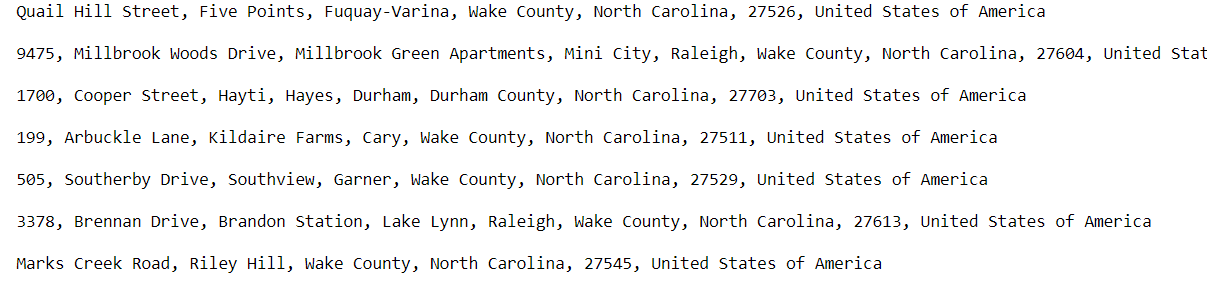 Quail Hill Street, Five Points, Fuquay-Varina, Wake County, North Carolina, 27526, United States of America
9475, Millbrook Woods Drive, Millbrook Green Apartments, Mini City, Raleigh, Wake County, North Carolina, 27604, United Stat
1700, Cooper Street, Hayti, Hayes, Durham, Durham County, North Carolina, 27703, United States of America
199, Arbuckle Lane, Kildaire Farms, Cary, Wake County, North Carolina, 27511, United States of America
505, Southerby Drive, Southview, Garner, Wake County, North Carolina, 27529, United States of America
3378, Brennan Drive, Brandon Station, Lake Lynn, Raleigh, Wake County, North Carolina, 27613, United States of America
Marks Creek Road, Riley Hill, Wake County, North Carolina, 27545, United States of America